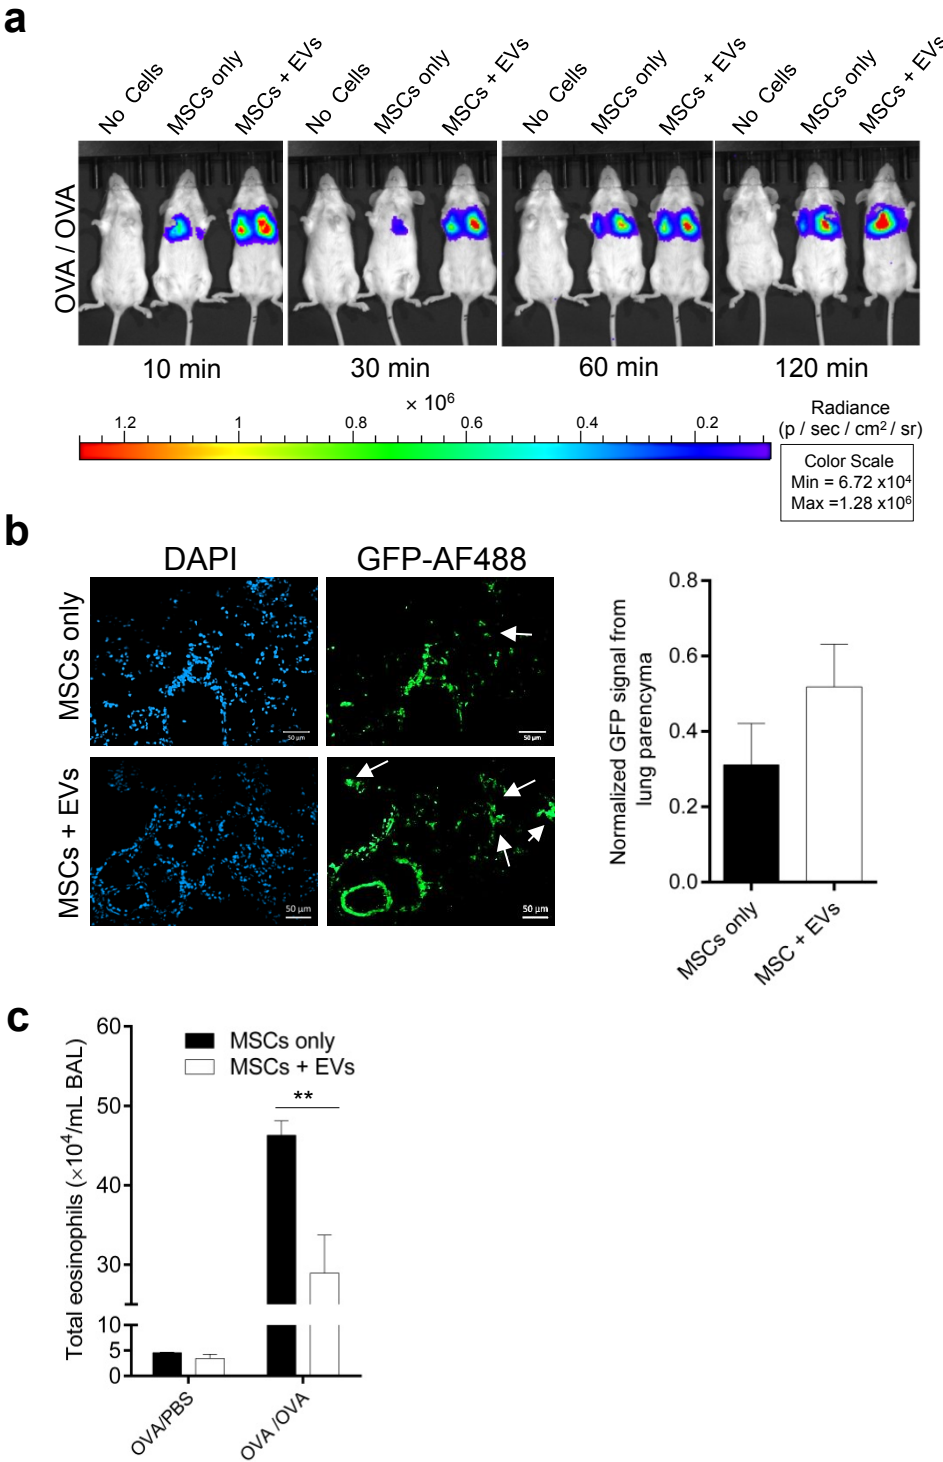 a
No Cells
MSCs only
MSCs + EVs
No Cells
MSCs only
MSCs + EVs
No Cells
MSCs only
MSCs + EVs
No Cells
MSCs only
MSCs + EVs
OVA / OVA
10 min
30 min
60 min
120 min
× 10⁶
1.2
1
0.8
0.6
0.4
0.2
Radiance
(p / sec / cm² / sr)
Color Scale
Min = 6.72 x10⁴
Max =1.28 x10⁶
b
DAPI
GFP-AF488
MSCs only
50 µm
50 µm
MSCs + EVs
50 µm
50 µm
Normalized GFP signal from
lung parencyma
0.8
0.6
0.4
0.2
0.0
MSCs only
MSC + EVs
c
Total eosinophils (×10⁴/mL BAL)
60
50
40
30
10
5
0
MSCs only
MSCs + EVs
**
OVA/PBS
OVA /OVA